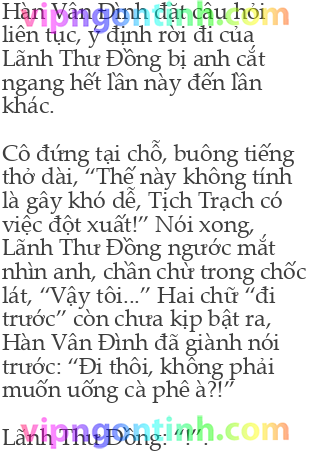 Hàn Vân Đình đặt câu hỏi
liên tục, ý định rời đi của
Lãnh Thư Đồng bị anh cắt
ngang hết lần này đến lần
khác.
Cô đứng tại chỗ, buông tiếng
thở dài, “Thế này không tính
là gây khó dễ, Tịch Trạch có
việc đột xuất!” Nói xong,
Lãnh Thư Đồng ngước mắt
nhìn anh, chần chừ trong chốc
lát, “Vậy tôi...” Hai chữ “đi
trước” còn chưa kịp bật ra,
Hàn Vân Đình đã giành nói
trước: “Đi thôi, không phải
muốn uống cà phê à?!”
vipngontinh.com
Lãnh Thư Đồng: “!”.
vipngontinh.com